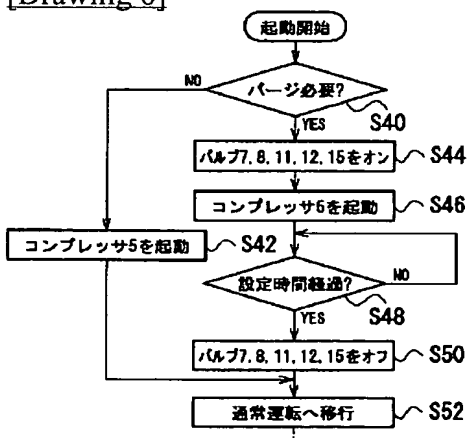 [Drawing 6]
起動開始
パージ必要?
NO
S40
YES
バルブ7, 8, 11, 12, 15をオン
S44
コンプレッサ5を起動
S46
コンプレッサ5を起動
S42
設定時間経過?
NO
S48
YES
バルブ7, 8, 11, 12, 15をオフ
S50
通常運転へ移行
S52